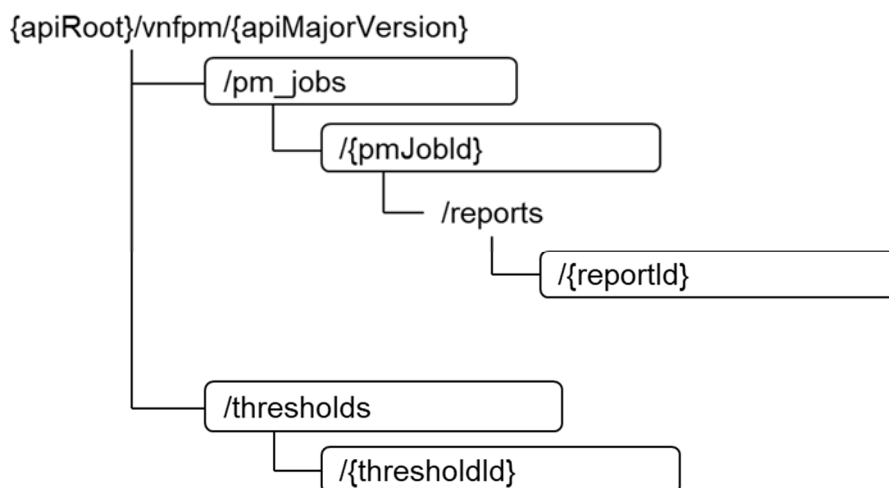 {apiRoot}/vnfpm/{apiMajorVersion}
/pm_jobs
/{pmJobId}
/reports
/{reportId}
/thresholds
/{thresholdId}